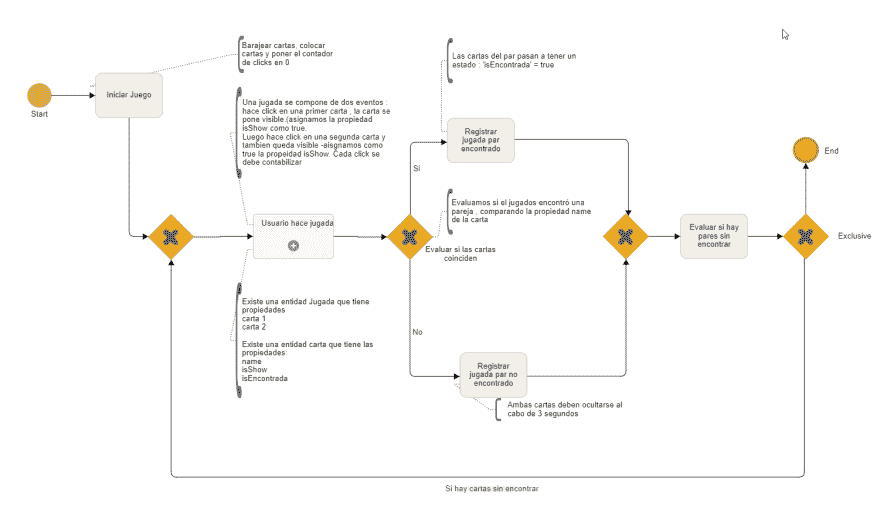 Barajear cartas, colocar
cartas y poner el contador
de clicks en 0
Iniciar Juego
Start
Una jugada se compone de dos eventos :
hace click en una primer carta , la carta se
pone visible.(asignamos la propiedad
isShow como true.
Luego hace click en una segunda carta y
tambien queda visible -aisgnamos como
true la propeidad isShow. Cada click se
debe contabilizar
Las cartas del par pasan a tener un
estado : 'isEncontrada' = true
Registrar
jugada par
encontrado
Sí
Usuario hace jugada
Evaluamos si el jugados encontró una
pareja , comparando la propiedad name
de la carta
Evaluar si las cartas
coinciden
Evaluar si hay
pares sin
encontrar
End
Exclusive
Existe una entidad Jugada que tiene
propiedades
carta 1
carta 2
Existe una entidad carta que tiene las
propiedades:
name
isShow
isEncontrada
No
Registrar
jugada par no
encontrado
Ambas cartas deben ocultarse al
cabo de 3 segundos
Si hay cartas sin encontrar